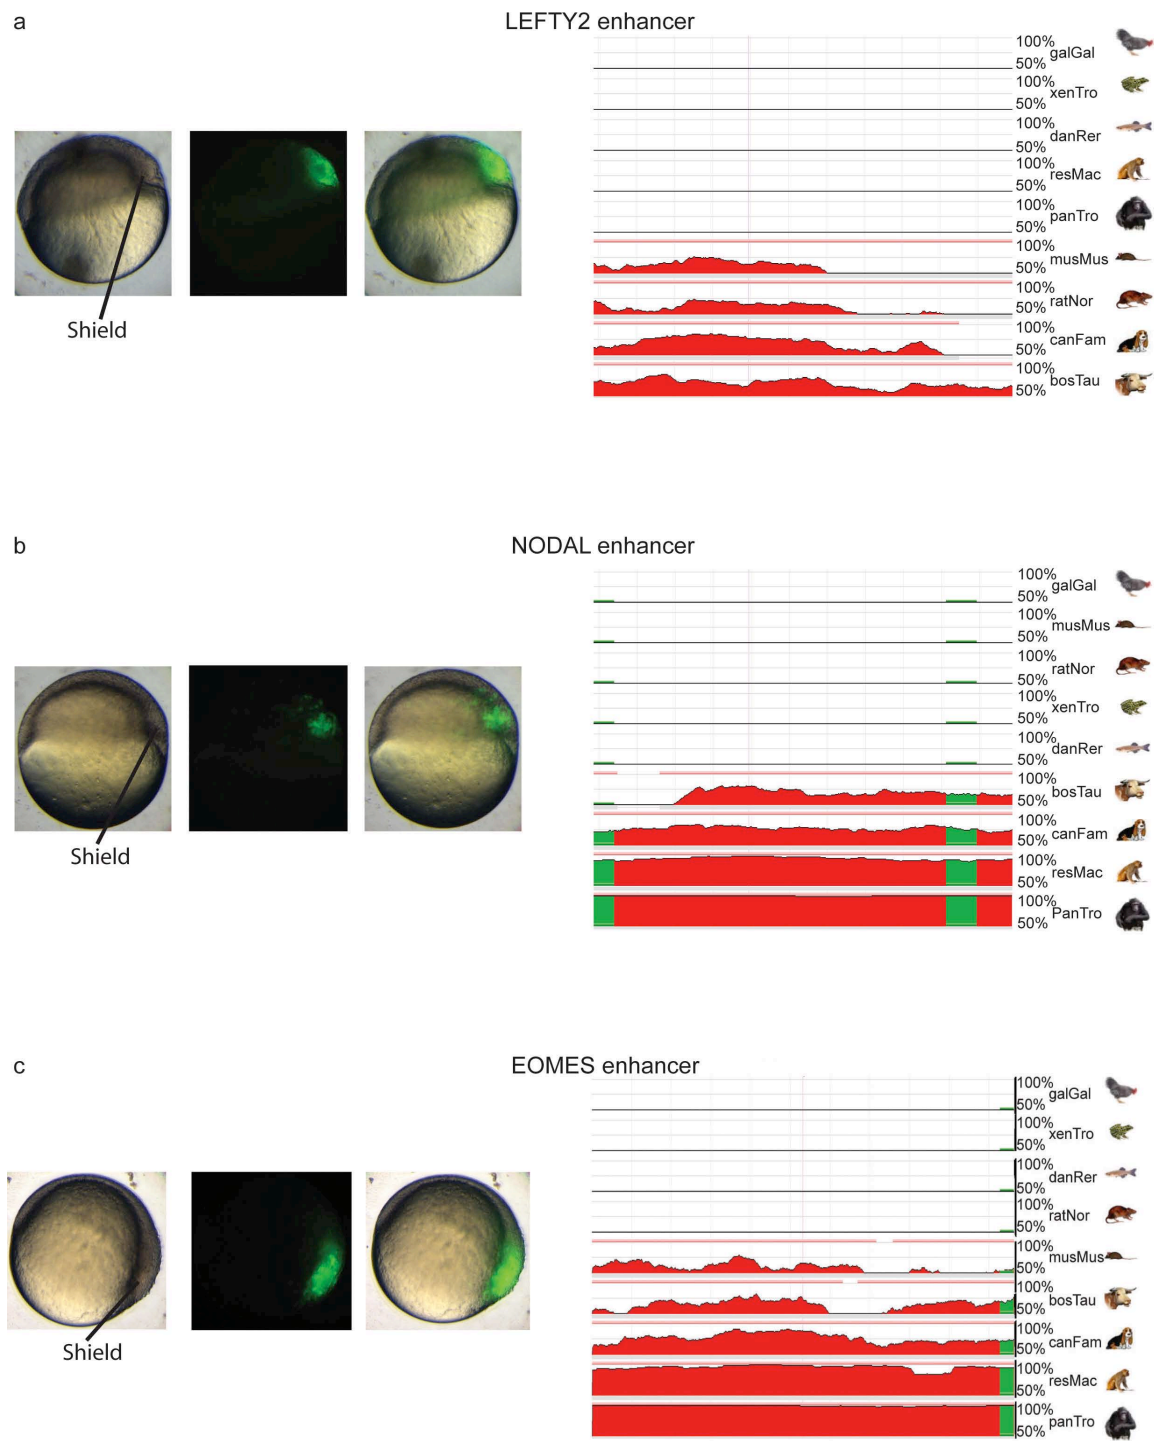 a
LEFTY2 enhancer
Shield
100%
50%
galGal
100%
50%
xenTro
100%
50%
danRer
100%
50%
resMac
100%
50%
panTro
100%
50%
musMus
100%
50%
ratNor
100%
50%
canFam
100%
50%
bosTau
b
NODAL enhancer
Shield
100%
50%
galGal
100%
50%
musMus
100%
50%
ratNor
100%
50%
xenTro
100%
50%
danRer
100%
50%
bosTau
100%
50%
canFam
100%
50%
resMac
100%
50%
PanTro
c
EOMES enhancer
Shield
100%
50%
galGal
100%
50%
xenTro
100%
50%
danRer
100%
50%
ratNor
100%
50%
musMus
100%
50%
bosTau
100%
50%
canFam
100%
50%
resMac
100%
50%
panTro